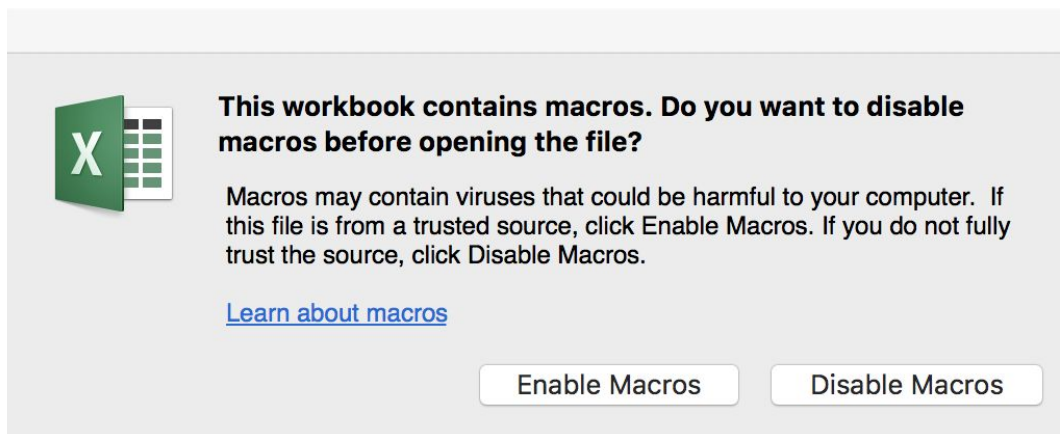 X
This workbook contains macros. Do you want to disable
macros before opening the file?
Macros may contain viruses that could be harmful to your computer.  If
this file is from a trusted source, click Enable Macros. If you do not fully
trust the source, click Disable Macros.
Learn about macros
Enable Macros
Disable Macros